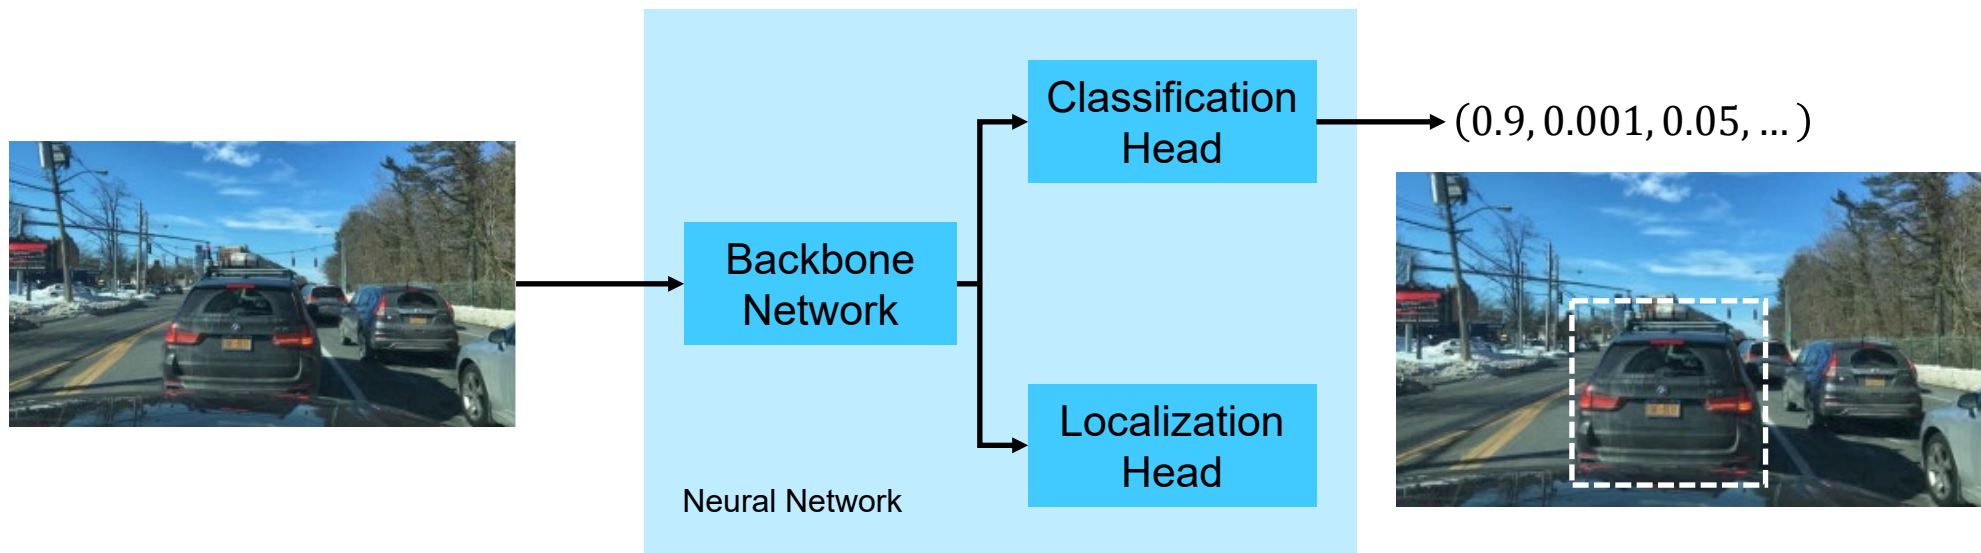 Classification
Head
(0.9, 0.001, 0.05, … )
Backbone
Network
Localization
Head
Neural Network